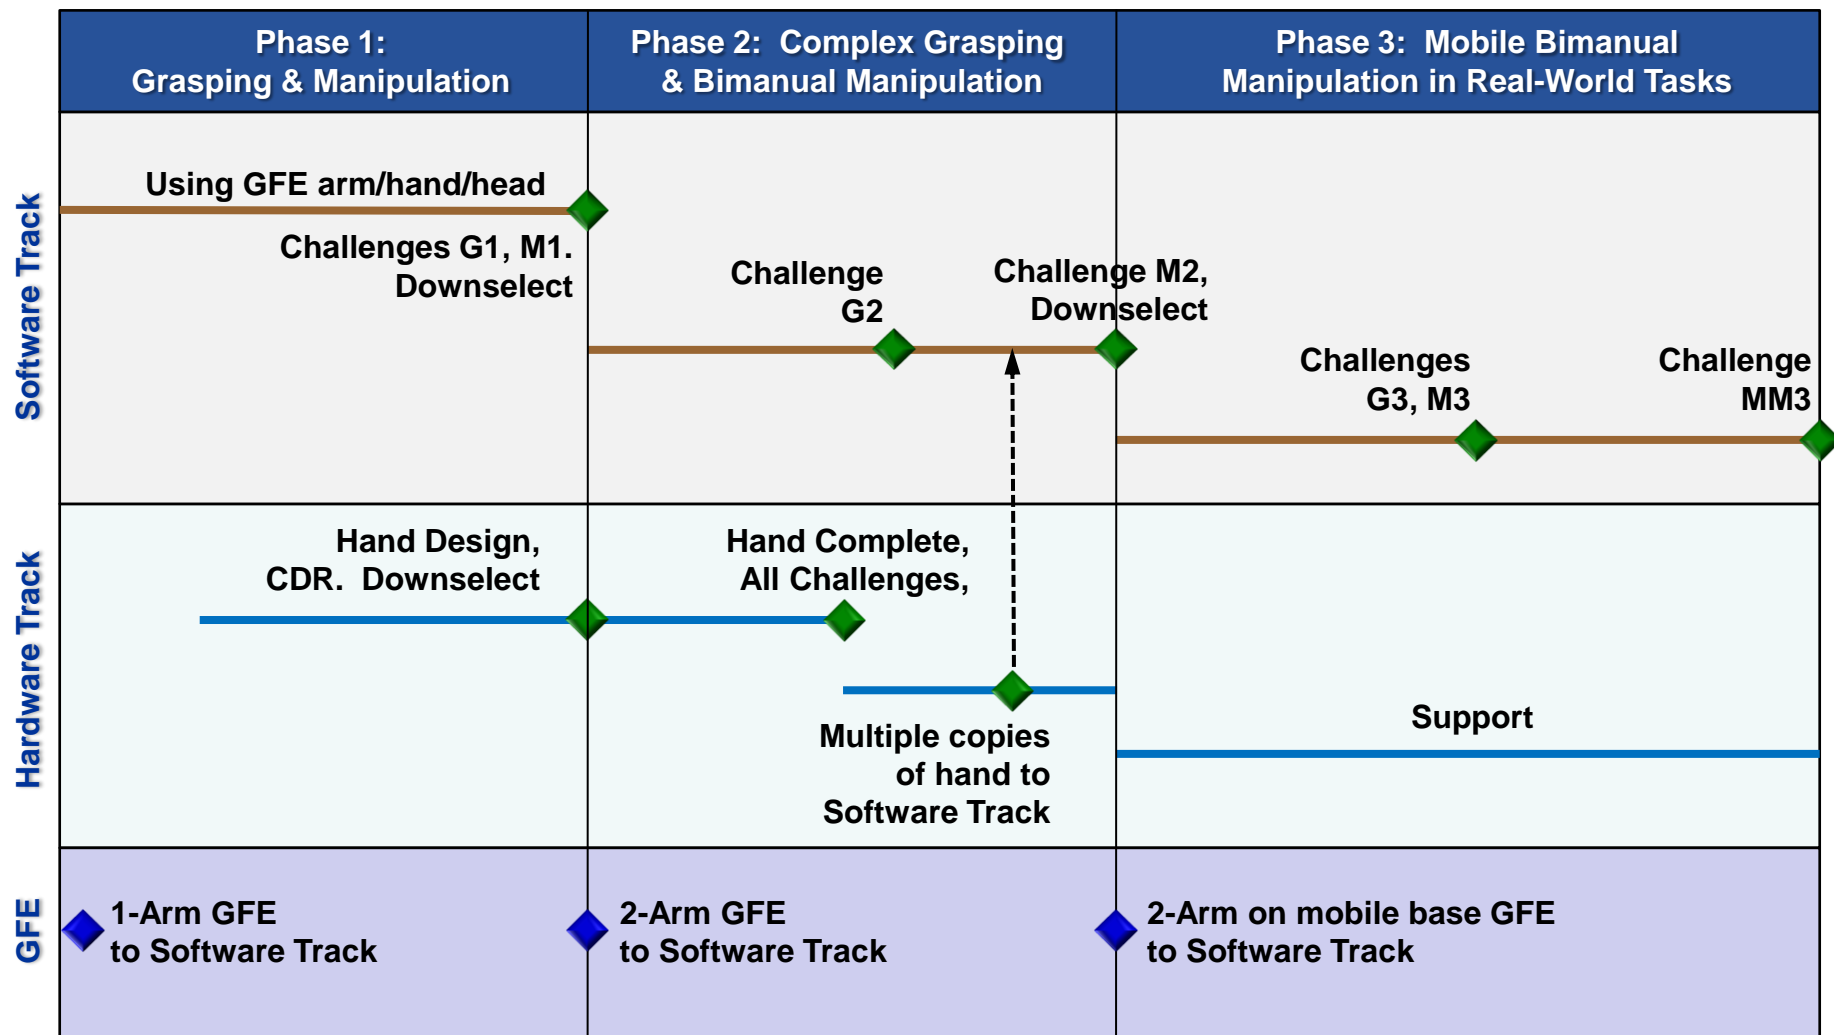 Phase 1:
Grasping & Manipulation
Phase 2:  Complex Grasping
& Bimanual Manipulation
Phase 3:  Mobile Bimanual
Manipulation in Real-World Tasks
Software Track
Using GFE arm/hand/head
Challenges G1, M1.
Downselect
Challenge
G2
Challenge M2,
Downselect
Challenges
G3, M3
Challenge
MM3
Hardware Track
Hand Design,
CDR.  Downselect
Hand Complete,
All Challenges,
Multiple copies
of hand to
Software Track
Support
GFE
1-Arm GFE
to Software Track
2-Arm GFE
to Software Track
2-Arm on mobile base GFE
to Software Track